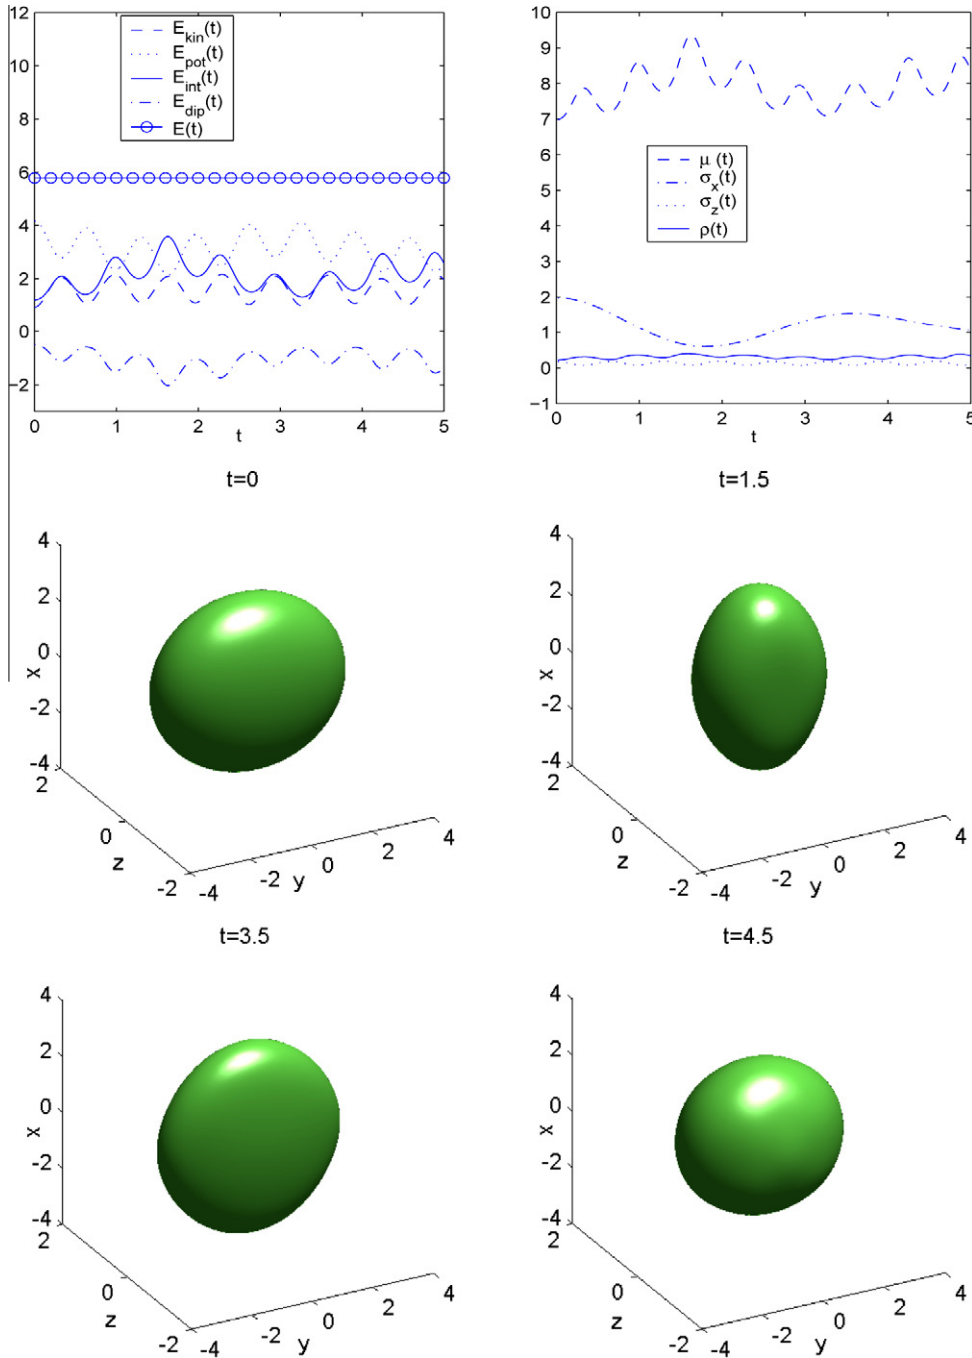 12
10
8
6
4
2
0
−2
0 1 2 3 4 5
t
E_kin(t)
E_pot(t)
E_int(t)
E_dip(t)
E(t)
10
9
8
7
6
5
4
3
2
1
0
−1
0 1 2 3 4 5
t
μ (t)
σ_x(t)
σ_z(t)
ρ(t)
t=0
4
2
0
x
−2
−4
2
0
z
−2
−4
−2
y
0
2
4
t=1.5
4
2
0
x
−2
−4
2
0
z
−2
−4
−2
y
0
2
4
t=3.5
4
2
0
x
−2
−4
2
0
z
−2
−4
−2
y
0
2
4
t=4.5
4
2
0
x
−2
−4
2
0
z
−2
−4
−2
y
0
2
4